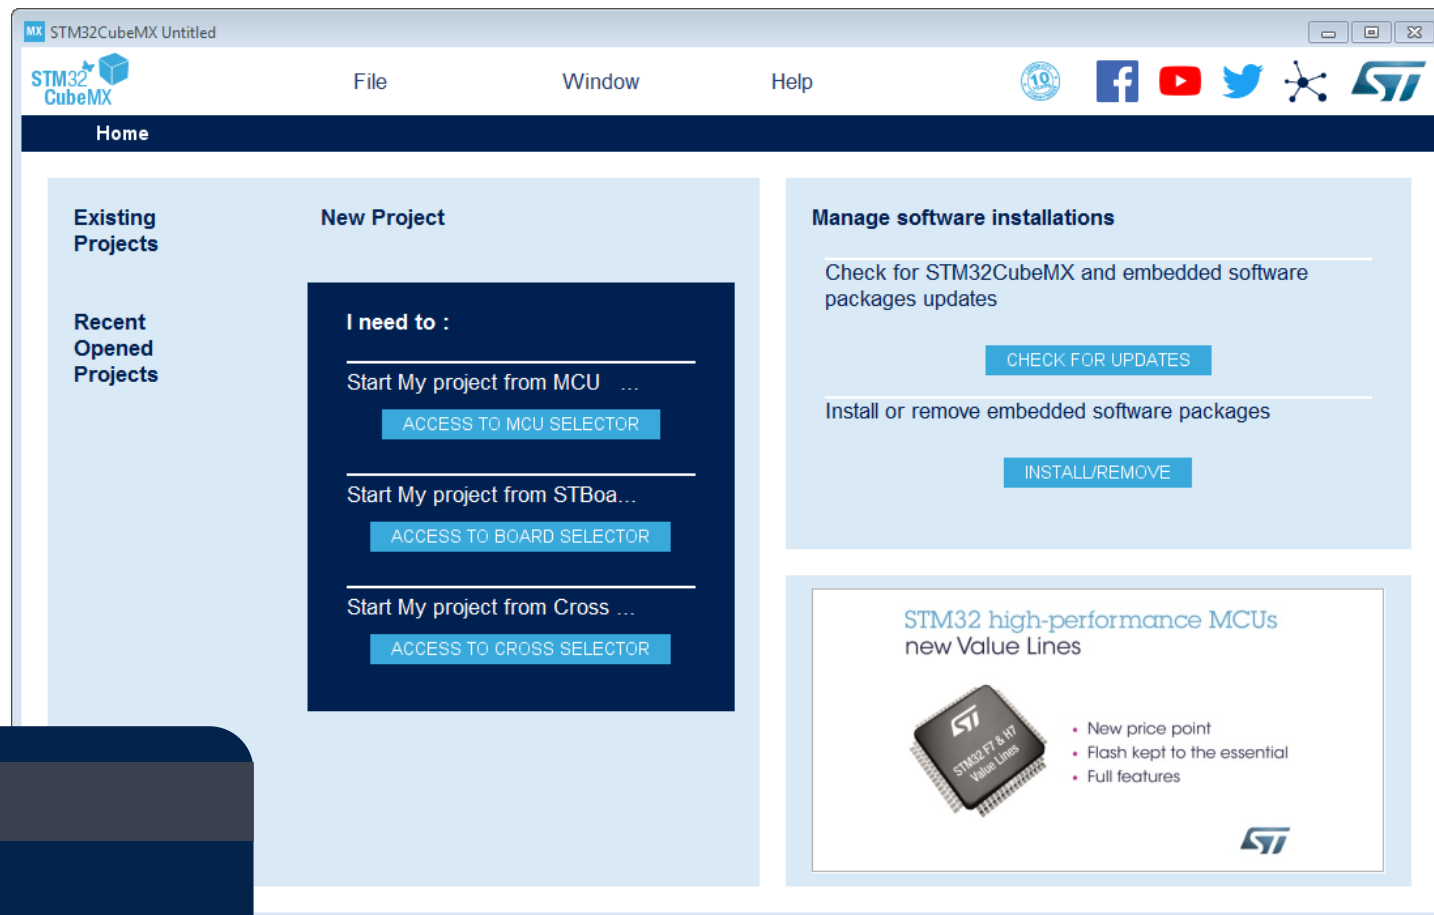 MX STM32CubeMX Untitled
STM32
CubeMX
File
Window
Help
10
ST
Home
Existing
Projects
Recent
Opened
Projects
New Project
I need to :
Start My project from MCU ...
ACCESS TO MCU SELECTOR
Start My project from STBoa...
ACCESS TO BOARD SELECTOR
Start My project from Cross ...
ACCESS TO CROSS SELECTOR
Manage software installations
Check for STM32CubeMX and embedded software
packages updates
CHECK FOR UPDATES
Install or remove embedded software packages
INSTALL/REMOVE
STM32 high-performance MCUs
new Value Lines
ST
STM32 F7 & H7
Value Lines
• New price point
• Flash kept to the essential
• Full features
ST